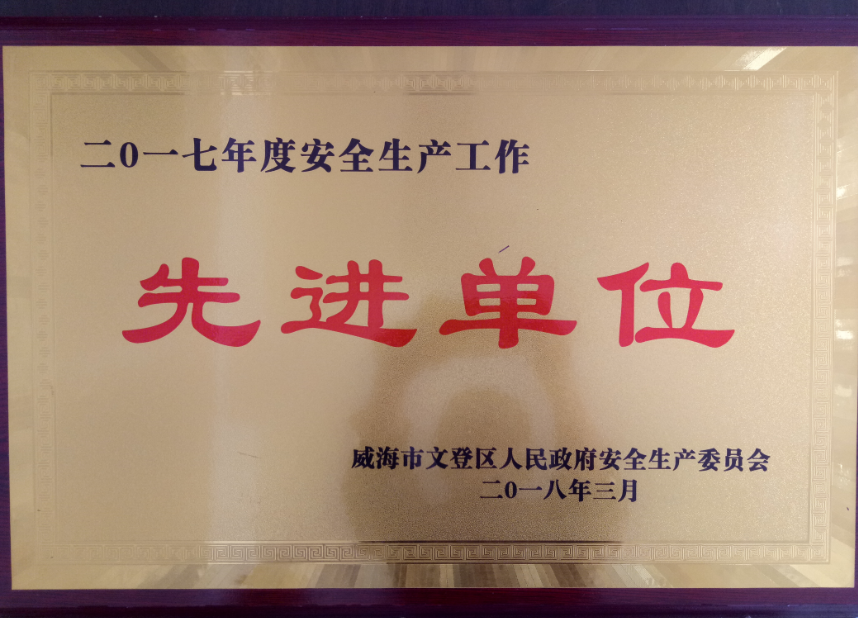 二0一七年度安全生产工作
先进单位
威海市文登区人民政府安全生产委员会
二0一八年三月